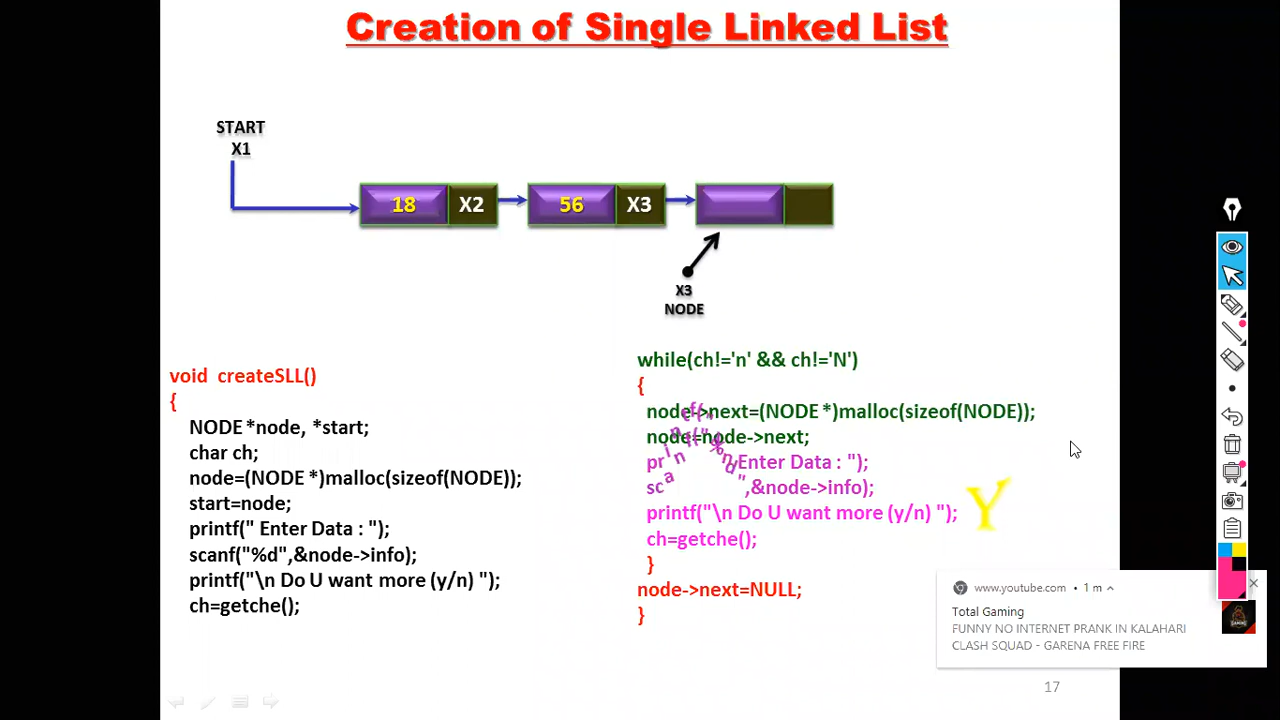 Creation of Single Linked List
START
X1
18 X2 56 X3
X3
NODE
void createSLL()
{
NODE *node, *start;
char ch;
node=(NODE *)malloc(sizeof(NODE));
start=node;
printf(" Enter Data : ");
scanf("%d",&node->info);
printf("\n Do U want more (y/n) ");
ch=getche();
while(ch!='n' && ch!='N')
{
node->next=(NODE *)malloc(sizeof(NODE));
node=node->next;
printf("\n Enter Data : ");
scanf("%d",&node->info);
printf("\n Do U want more (y/n) ");
ch=getche();
}
node->next=NULL;
}
Y
www.youtube.com • 1 m
Total Gaming
FUNNY NO INTERNET PRANK IN KALAHARI
CLASH SQUAD - GARENA FREE FIRE
17